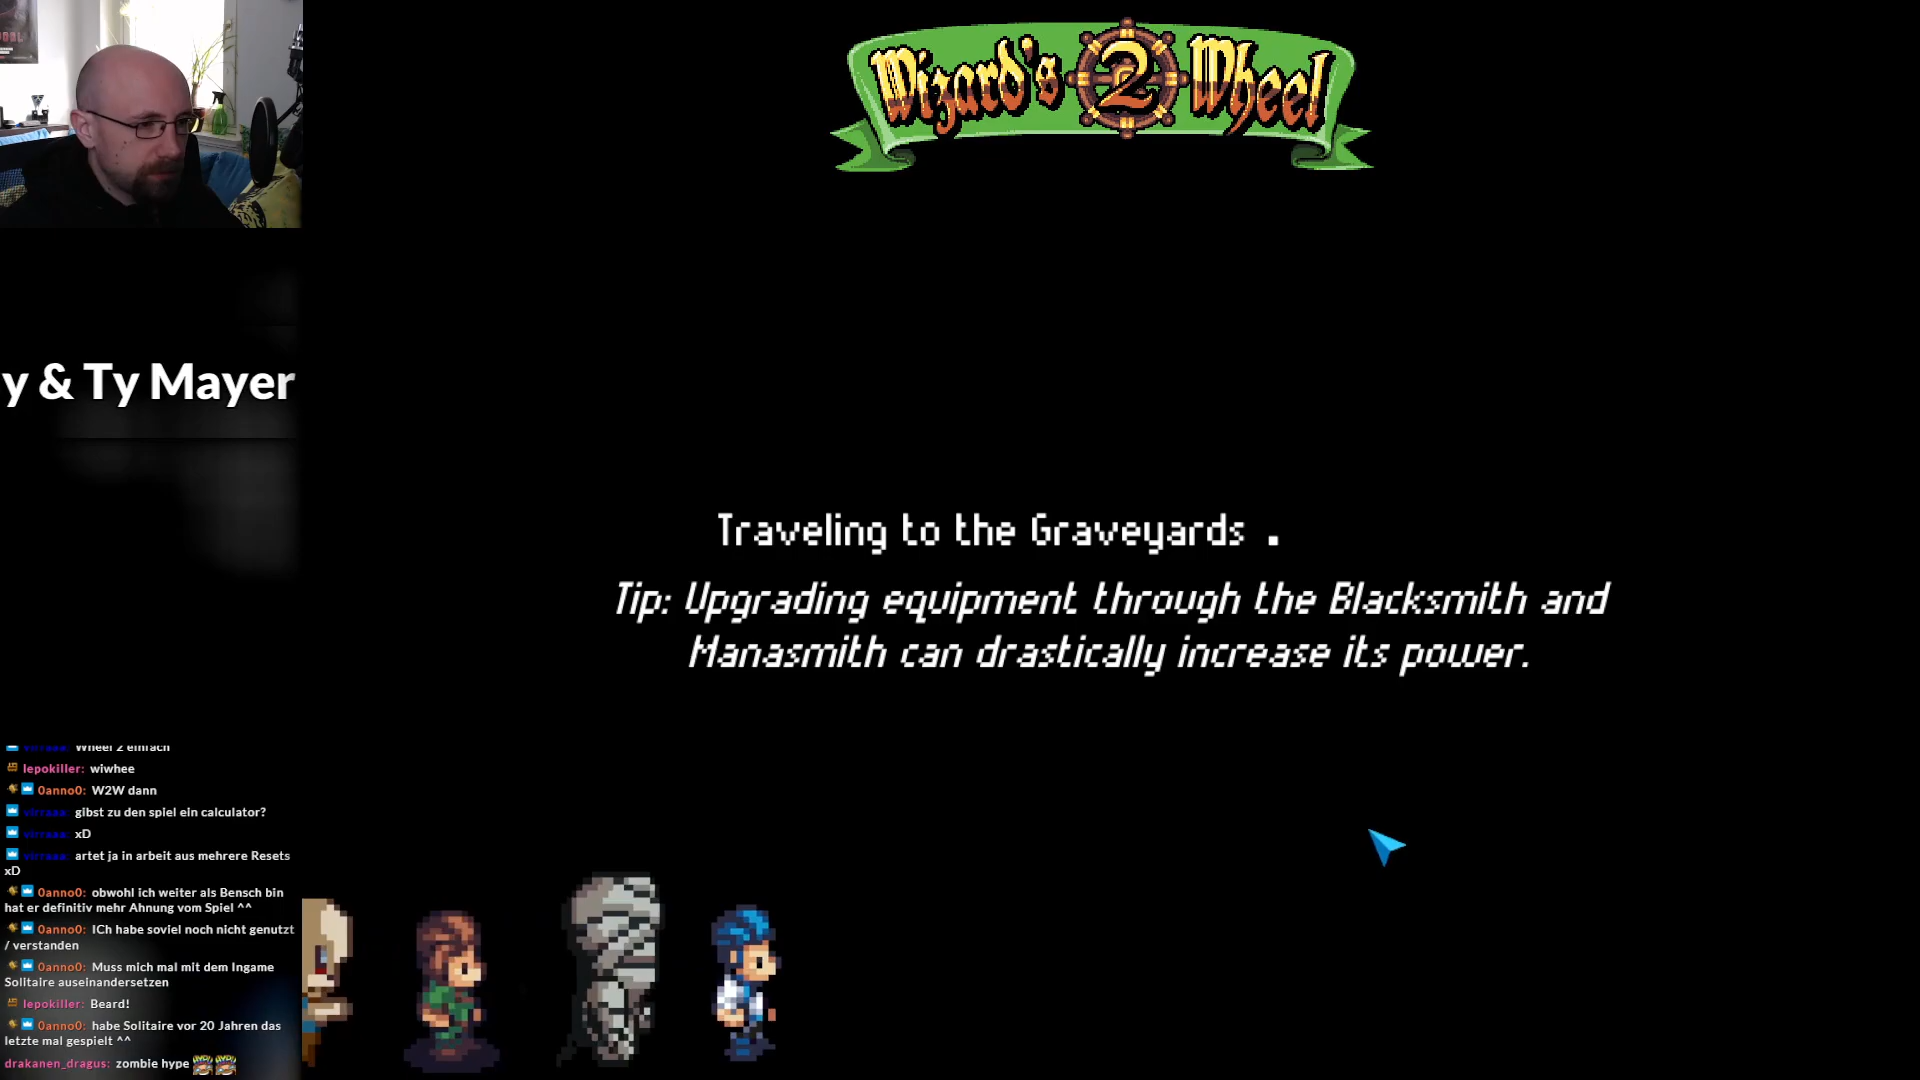 Wizard's 2 Wheel
y & Ty Mayer
Traveling to the Graveyards .
Tip: Upgrading equipment through the Blacksmith and
Manasmith can drastically increase its power.
Wheel 2 einfach
lepokiller: wiwhee
0anno0: W2W dann
gibst zu den spiel ein calculator?
xD
artet ja in arbeit aus mehrere Resets
xD
0anno0: obwohl ich weiter als Bensch bin
hat er definitiv mehr Ahnung vom Spiel ^^
0anno0: ICh habe soviel noch nicht genutzt
/ verstanden
0anno0: Muss mich mal mit dem Ingame
Solltaire auseinandersetzen
lepokiller: Beard!
0anno0: habe Solitaire vor 20 Jahren das
letzte mal gespielt ^^
drakanen_dragus: zombie hype